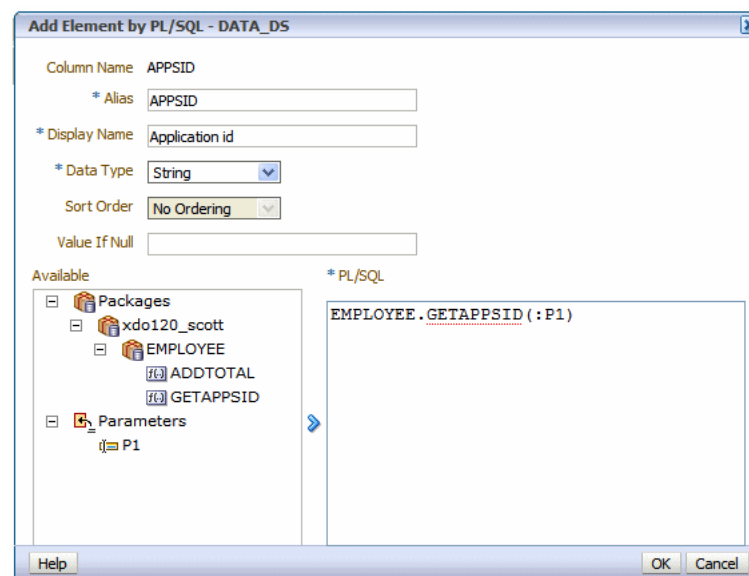 Add Element by PL/SQL - DATA_DS
Column Name APPSID
* Alias APPSID
* Display Name Application id
* Data Type String
Sort Order No Ordering
Value If Null
Available
Packages
xdo120_scott
EMPLOYEE
f(.) ADDTOTAL
f(.) GETAPPSID
Parameters
P1
* PL/SQL
EMPLOYEE.GETAPPSID(:P1)
Help OK Cancel